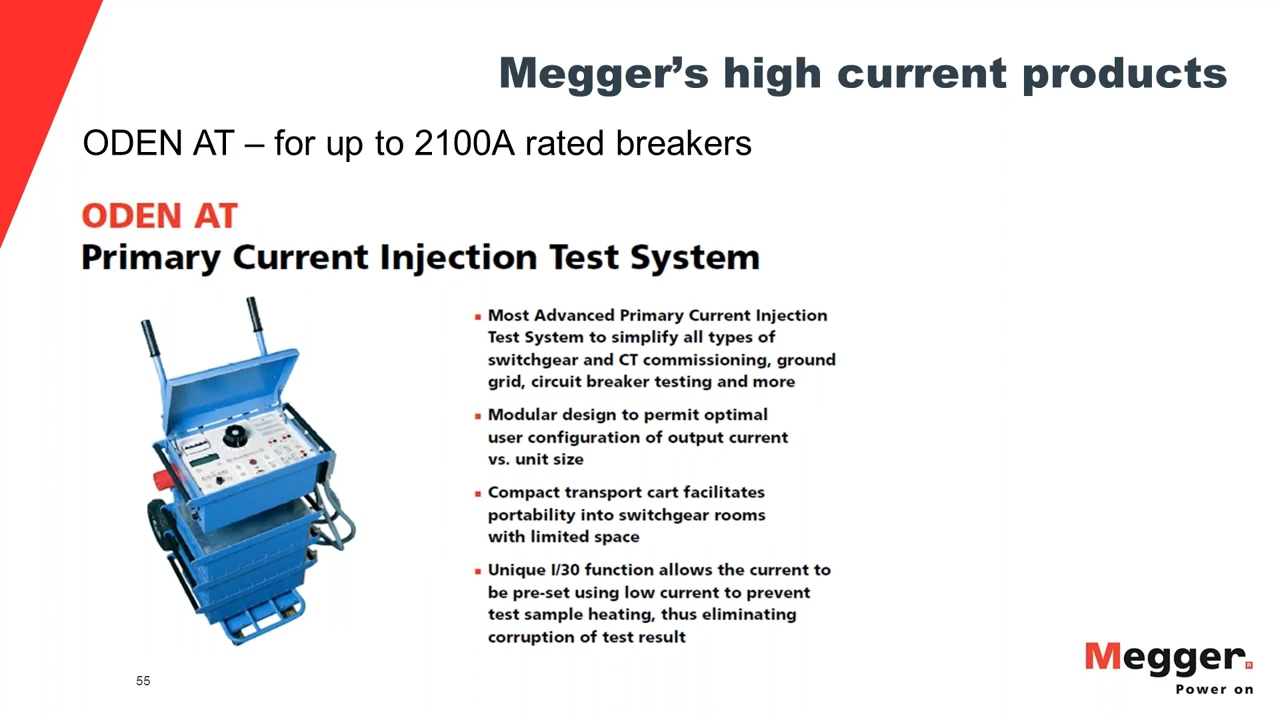 Megger’s high current products
ODEN AT – for up to 2100A rated breakers
ODEN AT
Primary Current Injection Test System
Most Advanced Primary Current Injection
Test System to simplify all types of
switchgear and CT commissioning, ground
grid, circuit breaker testing and more
Modular design to permit optimal
user configuration of output current
vs. unit size
Compact transport cart facilitates
portability into switchgear rooms
with limited space
Unique I/30 function allows the current to
be pre-set using low current to prevent
test sample heating, thus eliminating
corruption of test result
55
Megger
Power on